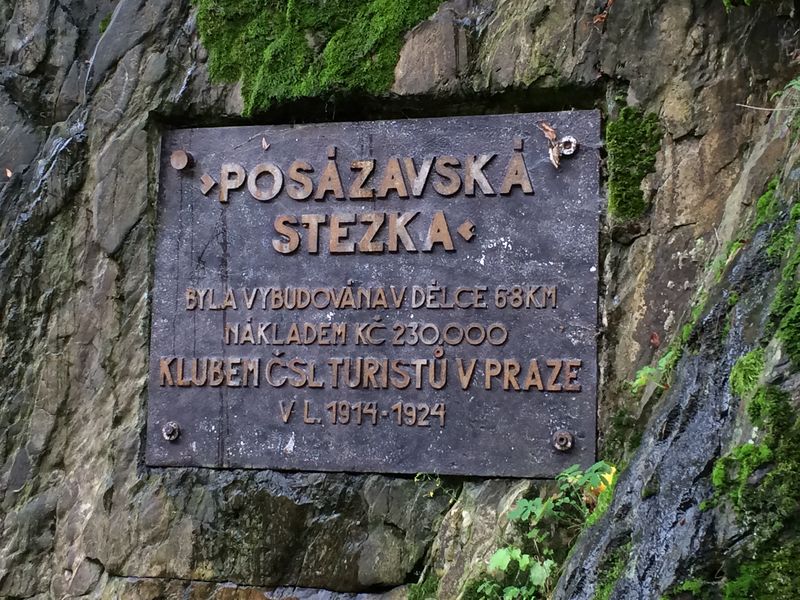 POSÁZAVSKÁ
STEZKA
BYLA VYBUDOVÁNA V DÉLCE 68 KM
NÁKLADEM KČ 230.000
KLUBEM ČSL TURISTŮ V PRAZE
V L. 1914-1924